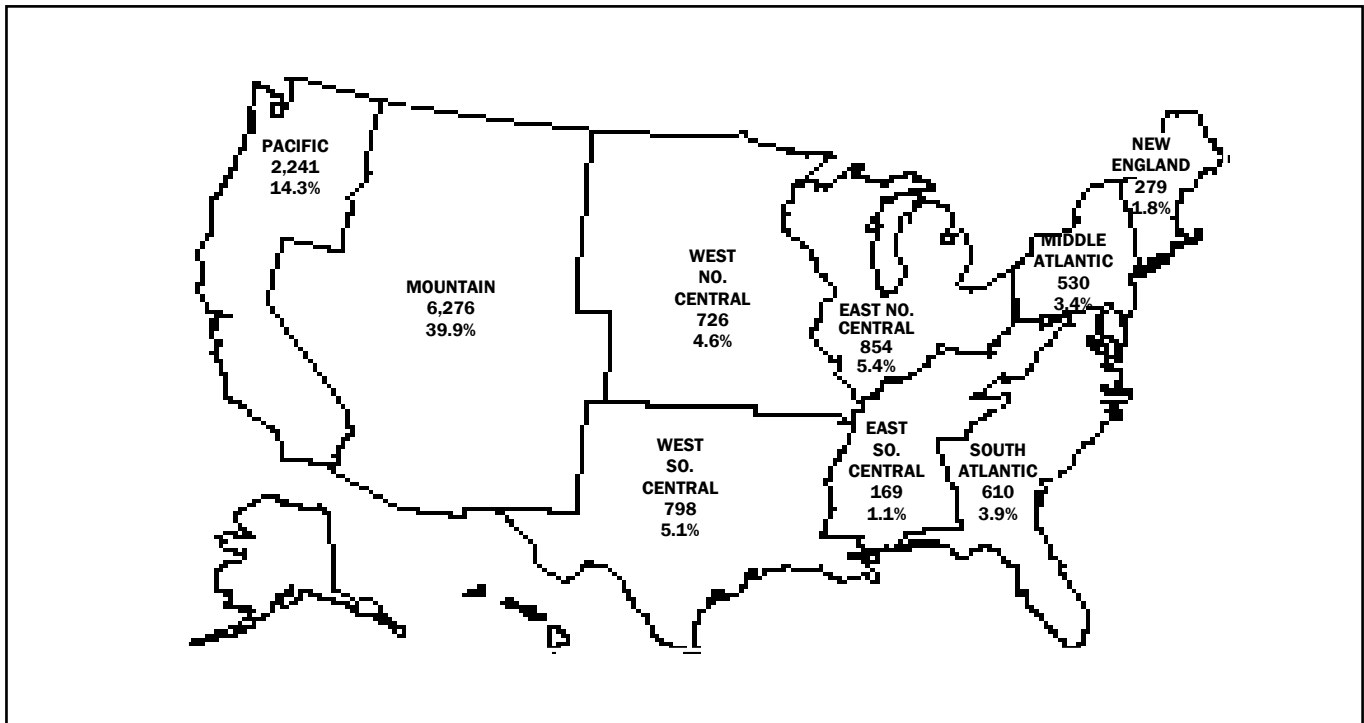 PACIFIC
2,241
14.3%
MOUNTAIN
6,276
39.9%
WEST
NO.
CENTRAL
726
4.6%
WEST
SO.
CENTRAL
798
5.1%
EAST NO.
CENTRAL
854
5.4%
EAST
SO.
CENTRAL
169
1.1%
SOUTH
ATLANTIC
610
3.9%
MIDDLE
ATLANTIC
530
3.4%
NEW
ENGLAND
279
1.8%